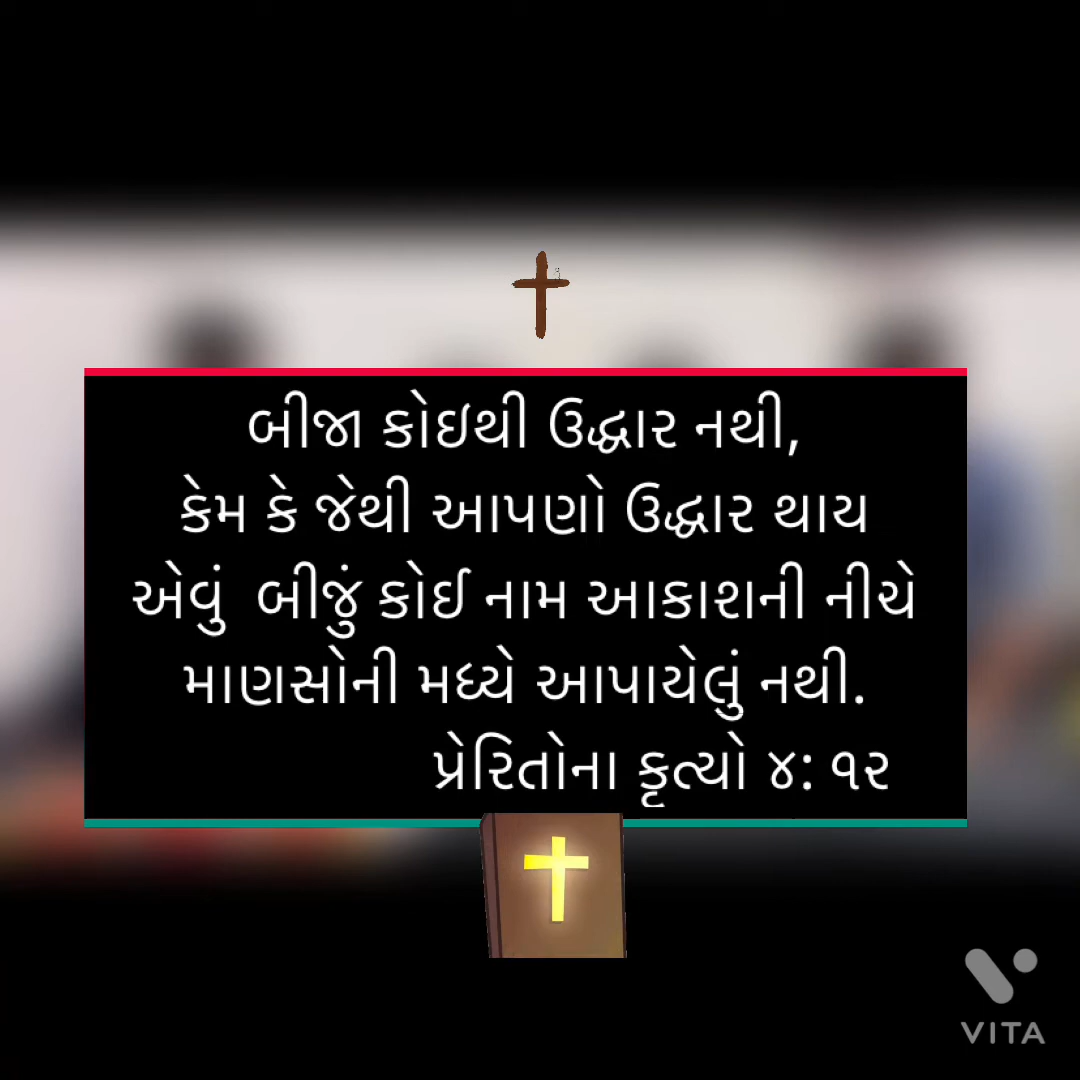 બીજા કોઇથી ઉદ્ધાર નથી,
કેમ કે જેથી આપણો ઉદ્ધાર થાય
એવું  બીજું કોઈ નામ આકાશની નીચે
માણસોની મધ્યે આપાયેલું નથી.
પ્રેરિતોના કૃત્યો ૪: ૧૨
VITA